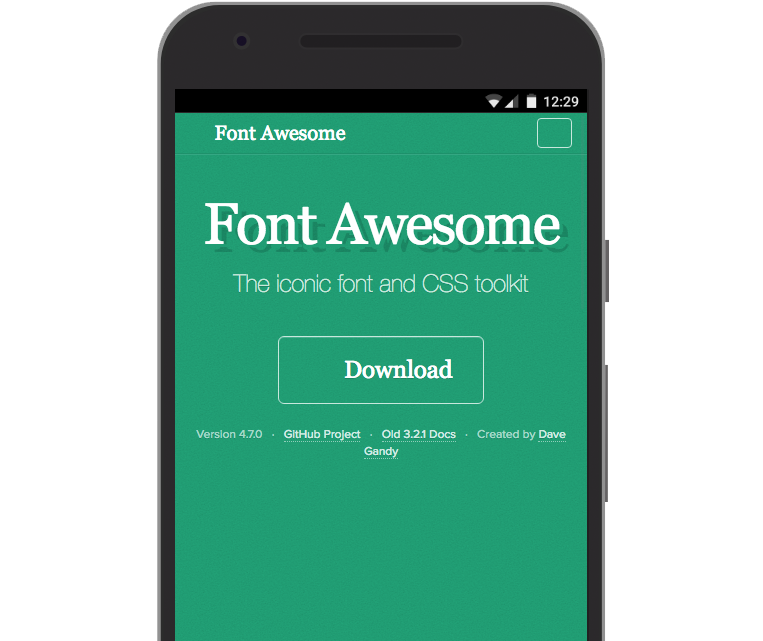 12:29
Font Awesome
Font Awesome
The iconic font and CSS toolkit
Download
Version 4.7.0 · GitHub Project · Old 3.2.1 Docs · Created by Dave
Gandy